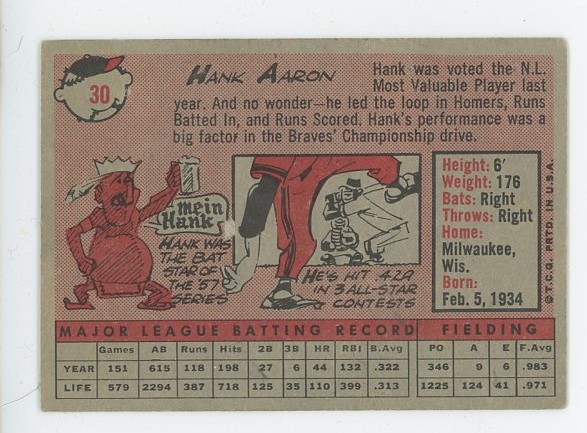 30
HANK AARON
Hank was voted the N.L.
Most Valuable Player last
year. And no wonder—he led the loop in Homers, Runs
Batted In, and Runs Scored. Hank's performance was a
big factor in the Braves' Championship drive.
mein
Hank
HANK WAS
THE BAT
STAR OF
THE '57
SERIES
HE'S HIT .429
IN 3 ALL-STAR
CONTESTS
Height: 6'
Weight: 176
Bats: Right
Throws: Right
Home:
Milwaukee,
Wis.
Born:
Feb. 5, 1934
© T.C.G. PRTD. IN U.S.A.
MAJOR LEAGUE BATTING RECORD FIELDING
Games AB Runs Hits 2B 3B HR RBI B.Avg PO A E F.Avg
YEAR 151 615 118 198 27 6 44 132 .322 346 9 6 .983
LIFE 579 2294 387 718 125 35 110 399 .313 1225 124 41 .971